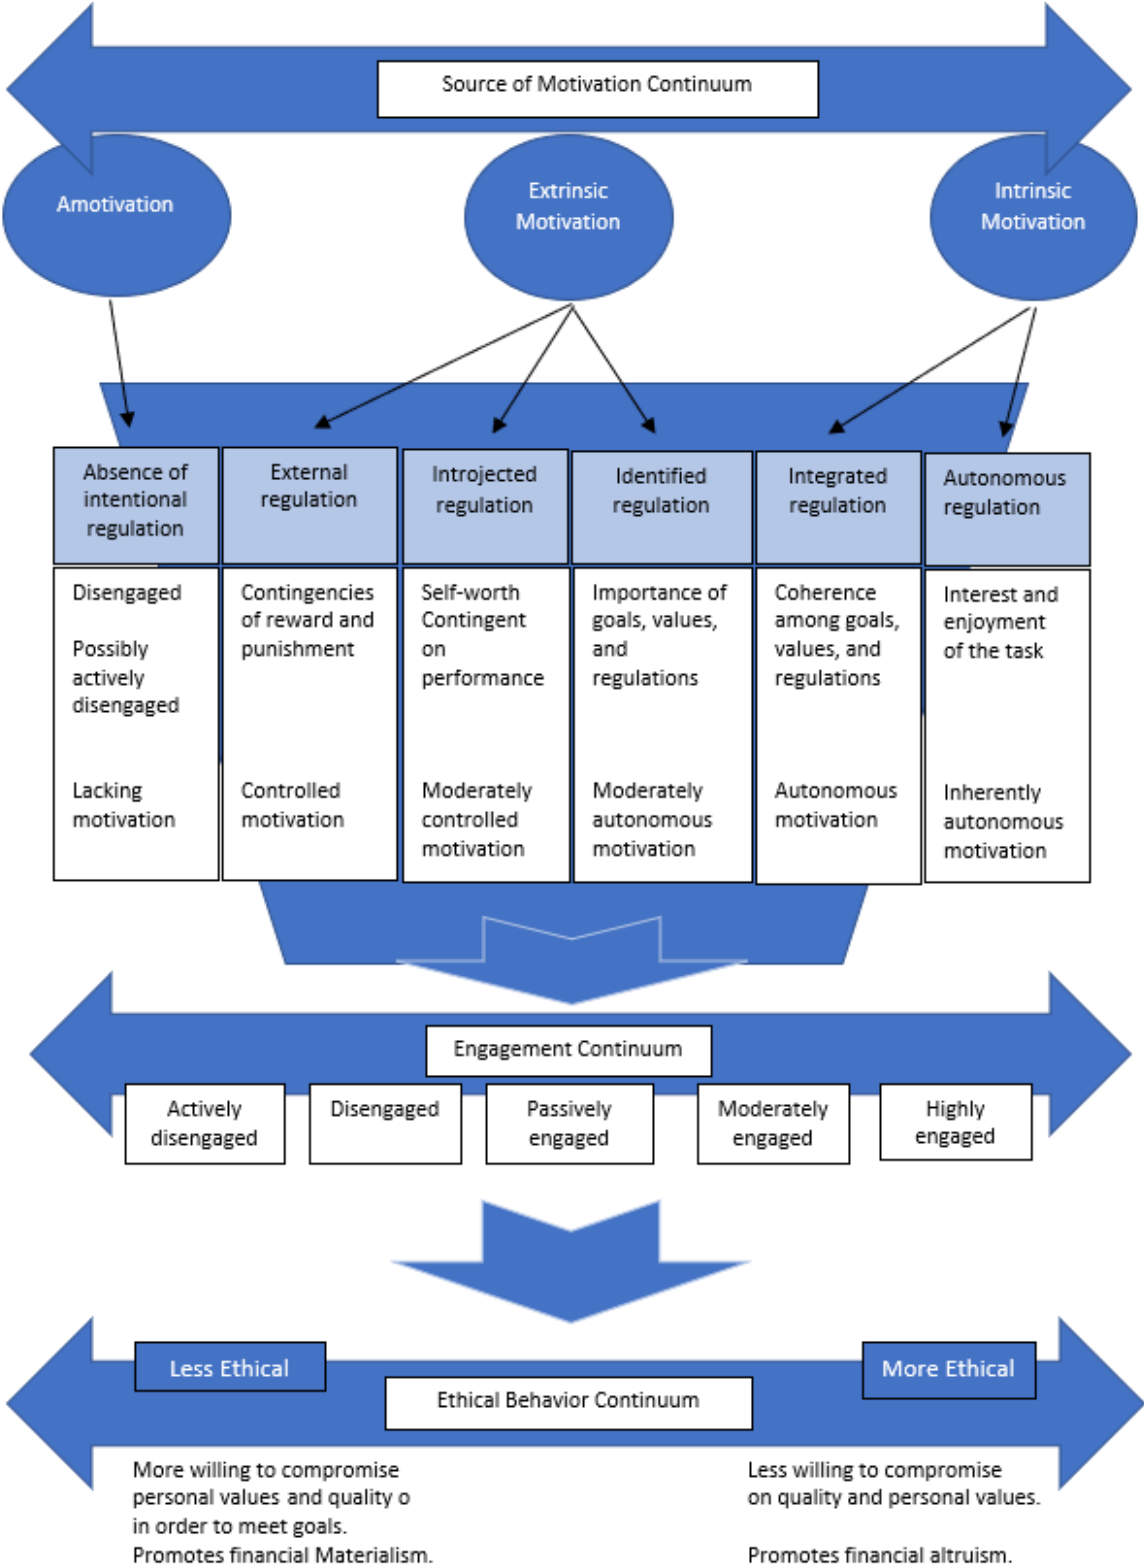 Source of Motivation Continuum
Amotivation
Extrinsic
Motivation
Intrinsic
Motivation
Absence of
intentional
regulation
External
regulation
Introjected
regulation
Identified
regulation
Integrated
regulation
Autonomous
regulation
Disengaged
Possibly
actively
disengaged
Lacking
motivation
Contingencies
of reward and
punishment
Controlled
motivation
Self-worth
Contingent
on
performance
Moderately
controlled
motivation
Importance of
goals, values,
and
regulations
Moderately
autonomous
motivation
Coherence
among goals,
values, and
regulations
Autonomous
motivation
Interest and
enjoyment
of the task
Inherently
autonomous
motivation
Engagement Continuum
Actively
disengaged
Disengaged
Passively
engaged
Moderately
engaged
Highly
engaged
Less Ethical
More Ethical
Ethical Behavior Continuum
More willing to compromise
personal values and quality o
in order to meet goals.
Promotes financial Materialism.
Less willing to compromise
on quality and personal values.
Promotes financial altruism.